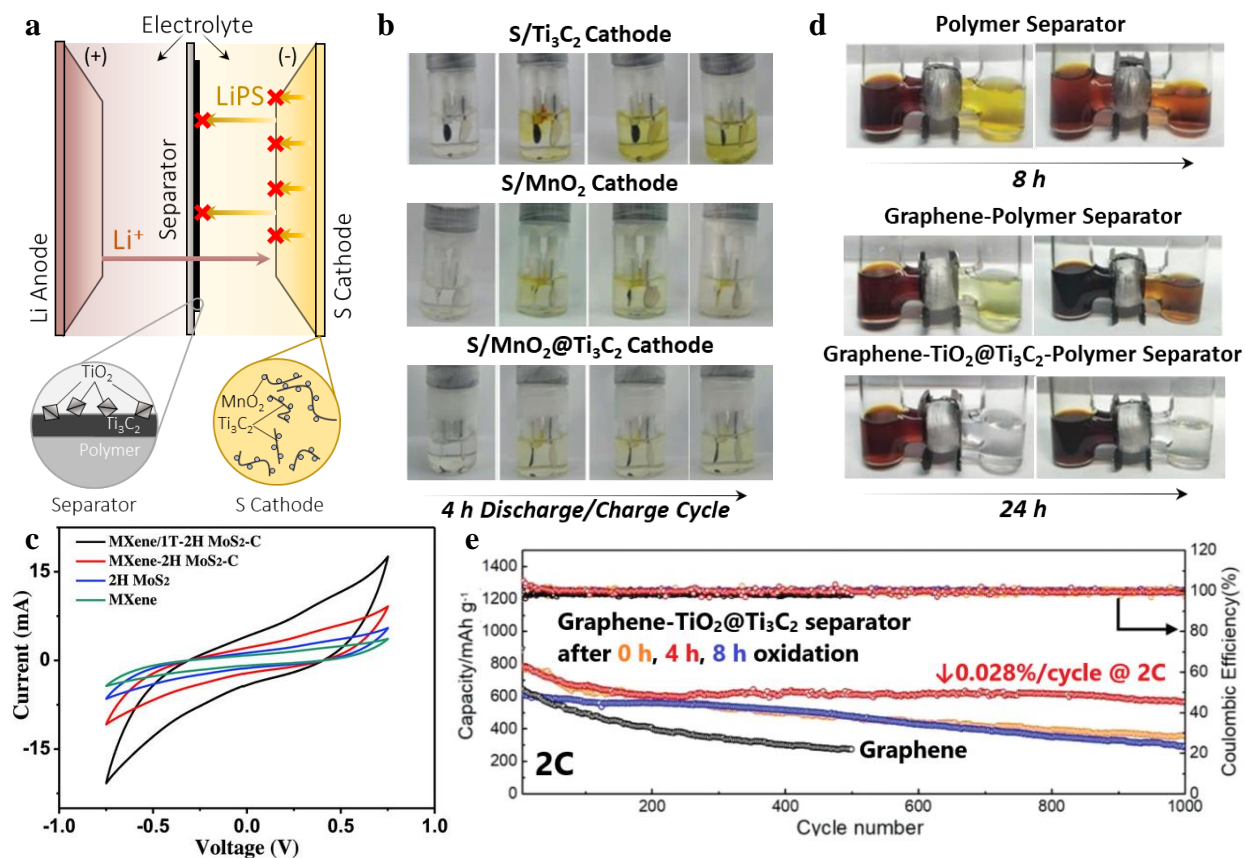 a
Electrolyte
(+)
(-)
LiPS
Separator
Li⁺
Li Anode
S Cathode
TiO₂
Ti₃C₂
Polymer
Separator
MnO₂
Ti₃C₂
S Cathode
b
S/Ti₃C₂ Cathode
S/MnO₂ Cathode
S/MnO₂@Ti₃C₂ Cathode
4 h Discharge/Charge Cycle
d
Polymer Separator
8 h
Graphene-Polymer Separator
Graphene-TiO₂@Ti₃C₂-Polymer Separator
24 h
c
MXene/1T-2H MoS₂-C
MXene-2H MoS₂-C
2H MoS₂
MXene
Current (mA)
15
0
-15
-1.0 -0.5 0.0 0.5 1.0
Voltage (V)
e
Capacity/mAh g⁻¹
1400
1200
1000
800
600
400
200
0
Graphene-TiO₂@Ti₃C₂ separator
after 0 h, 4 h, 8 h oxidation
↓0.028%/cycle @ 2C
Graphene
2C
200 400 600 800 1000
Cycle number
120
100
80
60
40
20
0
Coulombic Efficiency(%)